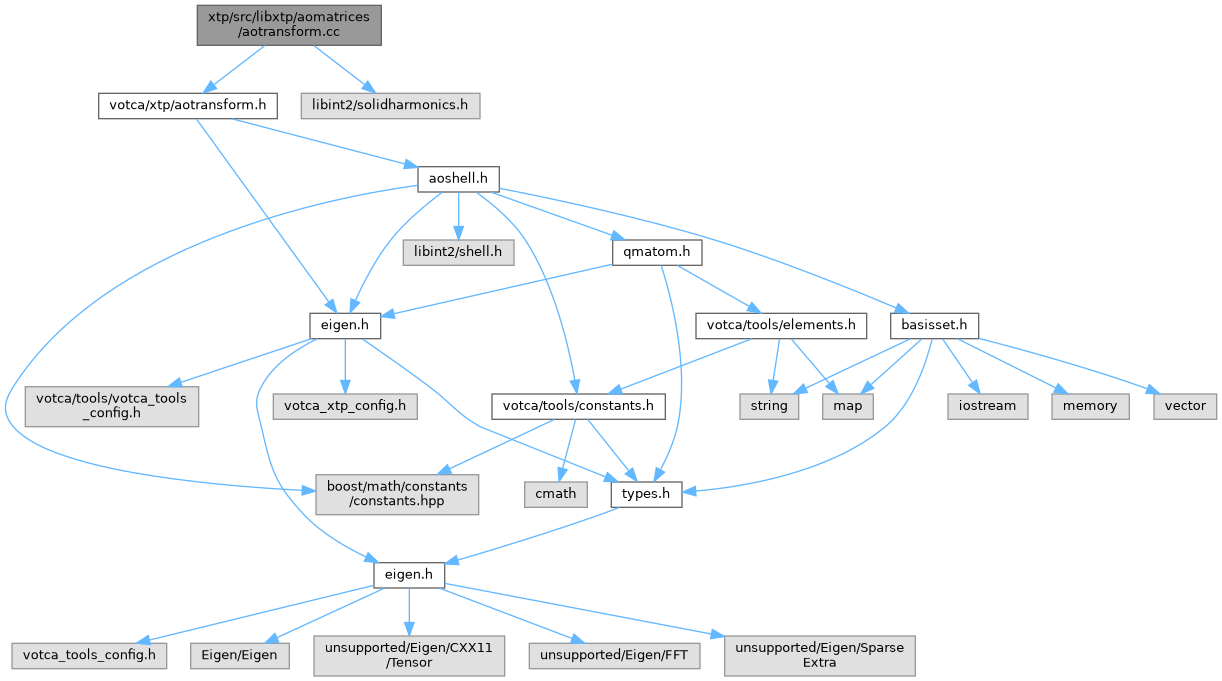 xtp/src/libxtp/aomatrices
/aotransform.cc
votca/xtp/aotransform.h
libint2/solidharmonics.h
aoshell.h
libint2/shell.h
qmatom.h
eigen.h
votca/tools/elements.h
basisset.h
votca/tools/votca_tools
_config.h
votca_xtp_config.h
votca/tools/constants.h
string
map
iostream
memory
vector
boost/math/constants
/constants.hpp
cmath
types.h
eigen.h
votca_tools_config.h
Eigen/Eigen
unsupported/Eigen/CXX11
/Tensor
unsupported/Eigen/FFT
unsupported/Eigen/Sparse
Extra